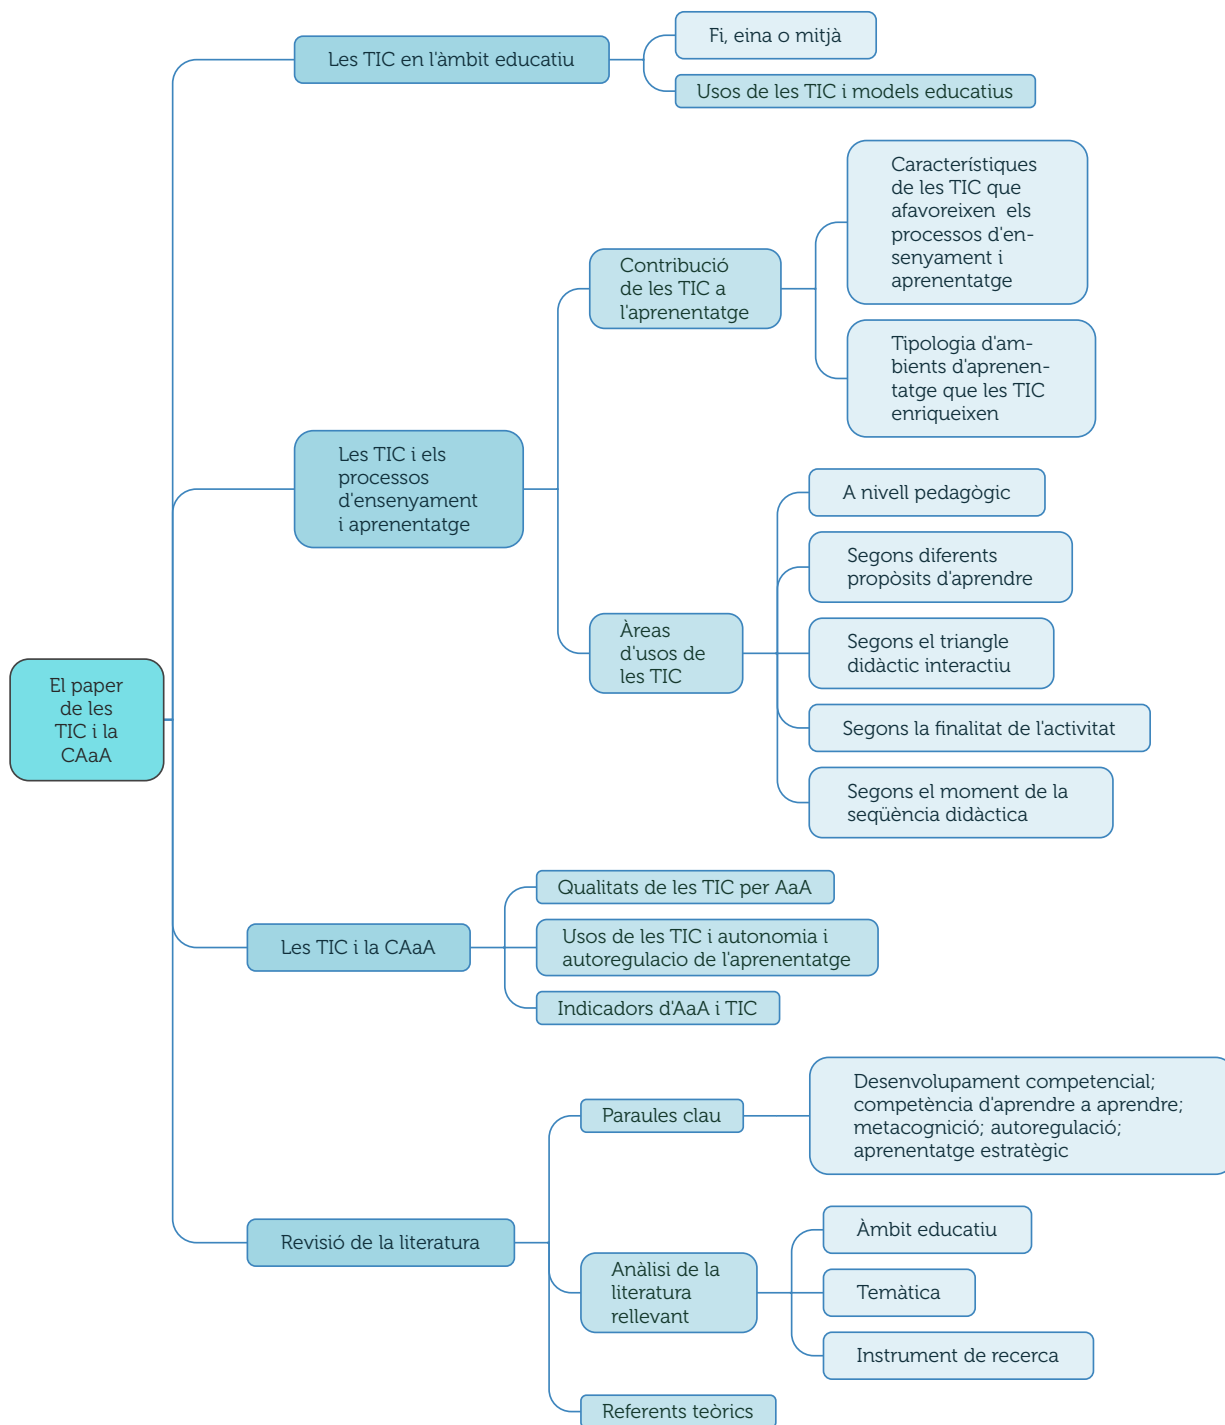 Fi, eina o mitjà
Les TIC en l'àmbit educatiu
Usos de les TIC i models educatius
Característiques
de les TIC que
afavoreixen els
processos d'en-
senyament i
aprenentatge
Contribució
de les TIC a
l'aprenentatge
Tipologia d'am-
bients d'aprenen-
tatge que les TIC
enriqueixen
Les TIC i els
processos
d'ensenyament
i aprenentatge
A nivell pedagògic
Segons diferents
propòsits d'aprendre
Àreas
d'usos de
les TIC
Segons el triangle
didàctic interactiu
Segons la finalitat de l'activitat
Segons el moment de la
seqüència didàctica
El paper
de les
TIC i la
CAaA
Qualitats de les TIC per AaA
Les TIC i la CAaA
Usos de les TIC i autonomia i
autoregulacio de l'aprenentatge
Indicadors d'AaA i TIC
Paraules clau
Desenvolupament competencial;
competència d'aprendre a aprendre;
metacognició; autoregulació;
aprenentatge estratègic
Revisió de la literatura
Anàlisi de la
literatura
rellevant
Àmbit educatiu
Temàtica
Instrument de recerca
Referents teòrics